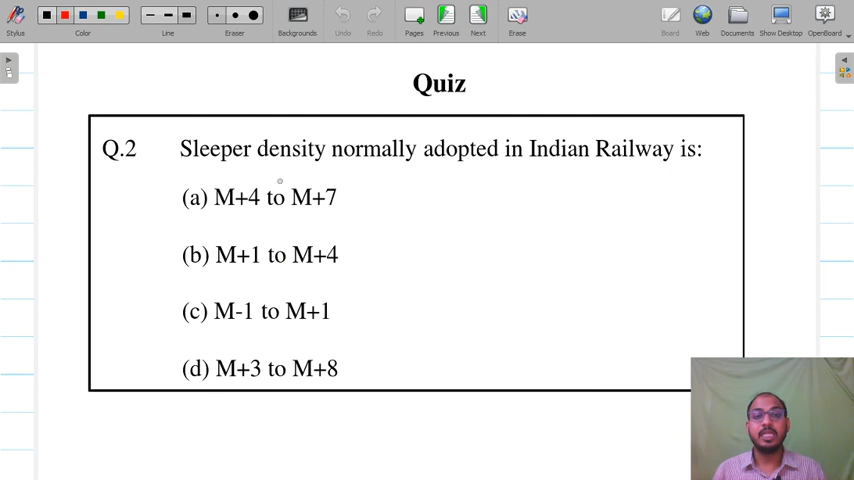 Stylus
Color
Line
Eraser
Backgrounds
Undo
Redo
Pages
Previous
Next
Erase
Board
Web
Documents
Show Desktop
OpenBoard
Quiz
Q.2 Sleeper density normally adopted in Indian Railway is:
(a) M+4 to M+7
(b) M+1 to M+4
(c) M-1 to M+1
(d) M+3 to M+8